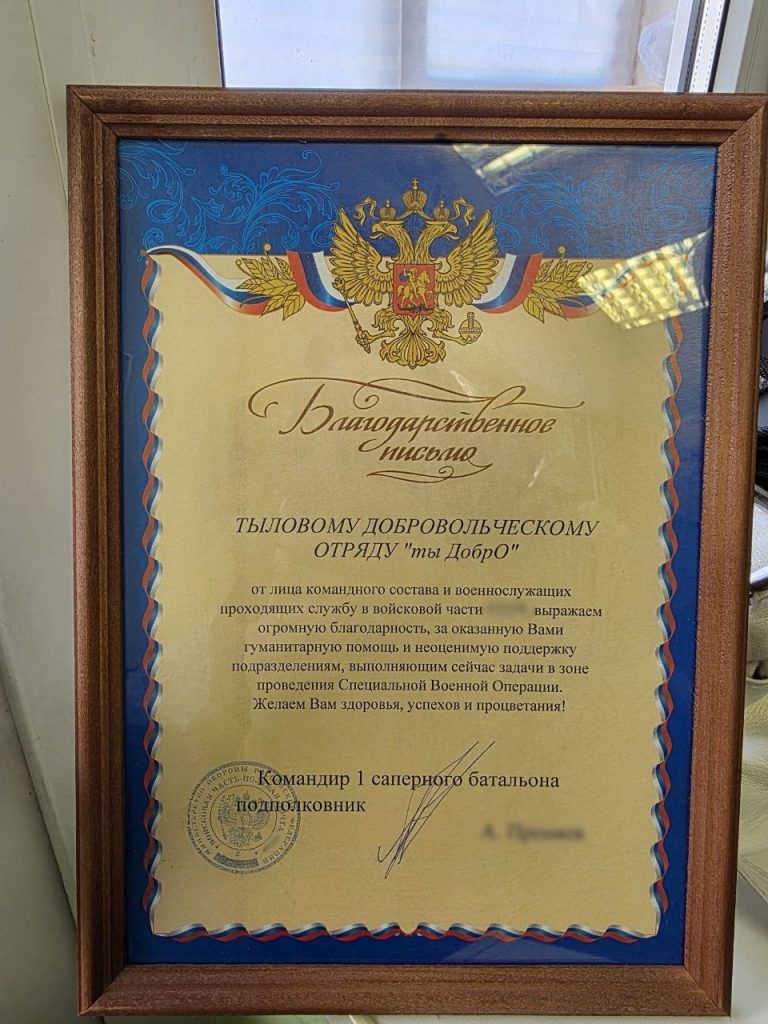 Благодарственное
письмо
ТЫЛОВОМУ ДОБРОВОЛЬЧЕСКОМУ
ОТРЯДУ "ты ДобрО"
от лица командного состава и военнослужащих
проходящих службу в войсковой части выражаем
огромную благодарность, за оказанную Вами
гуманитарную помощь и неоценимую поддержку
подразделениям, выполняющим сейчас задачи в зоне
проведения Специальной Военной Операции.
Желаем Вам здоровья, успехов и процветания!
Командир 1 саперного батальона
подполковник
А.